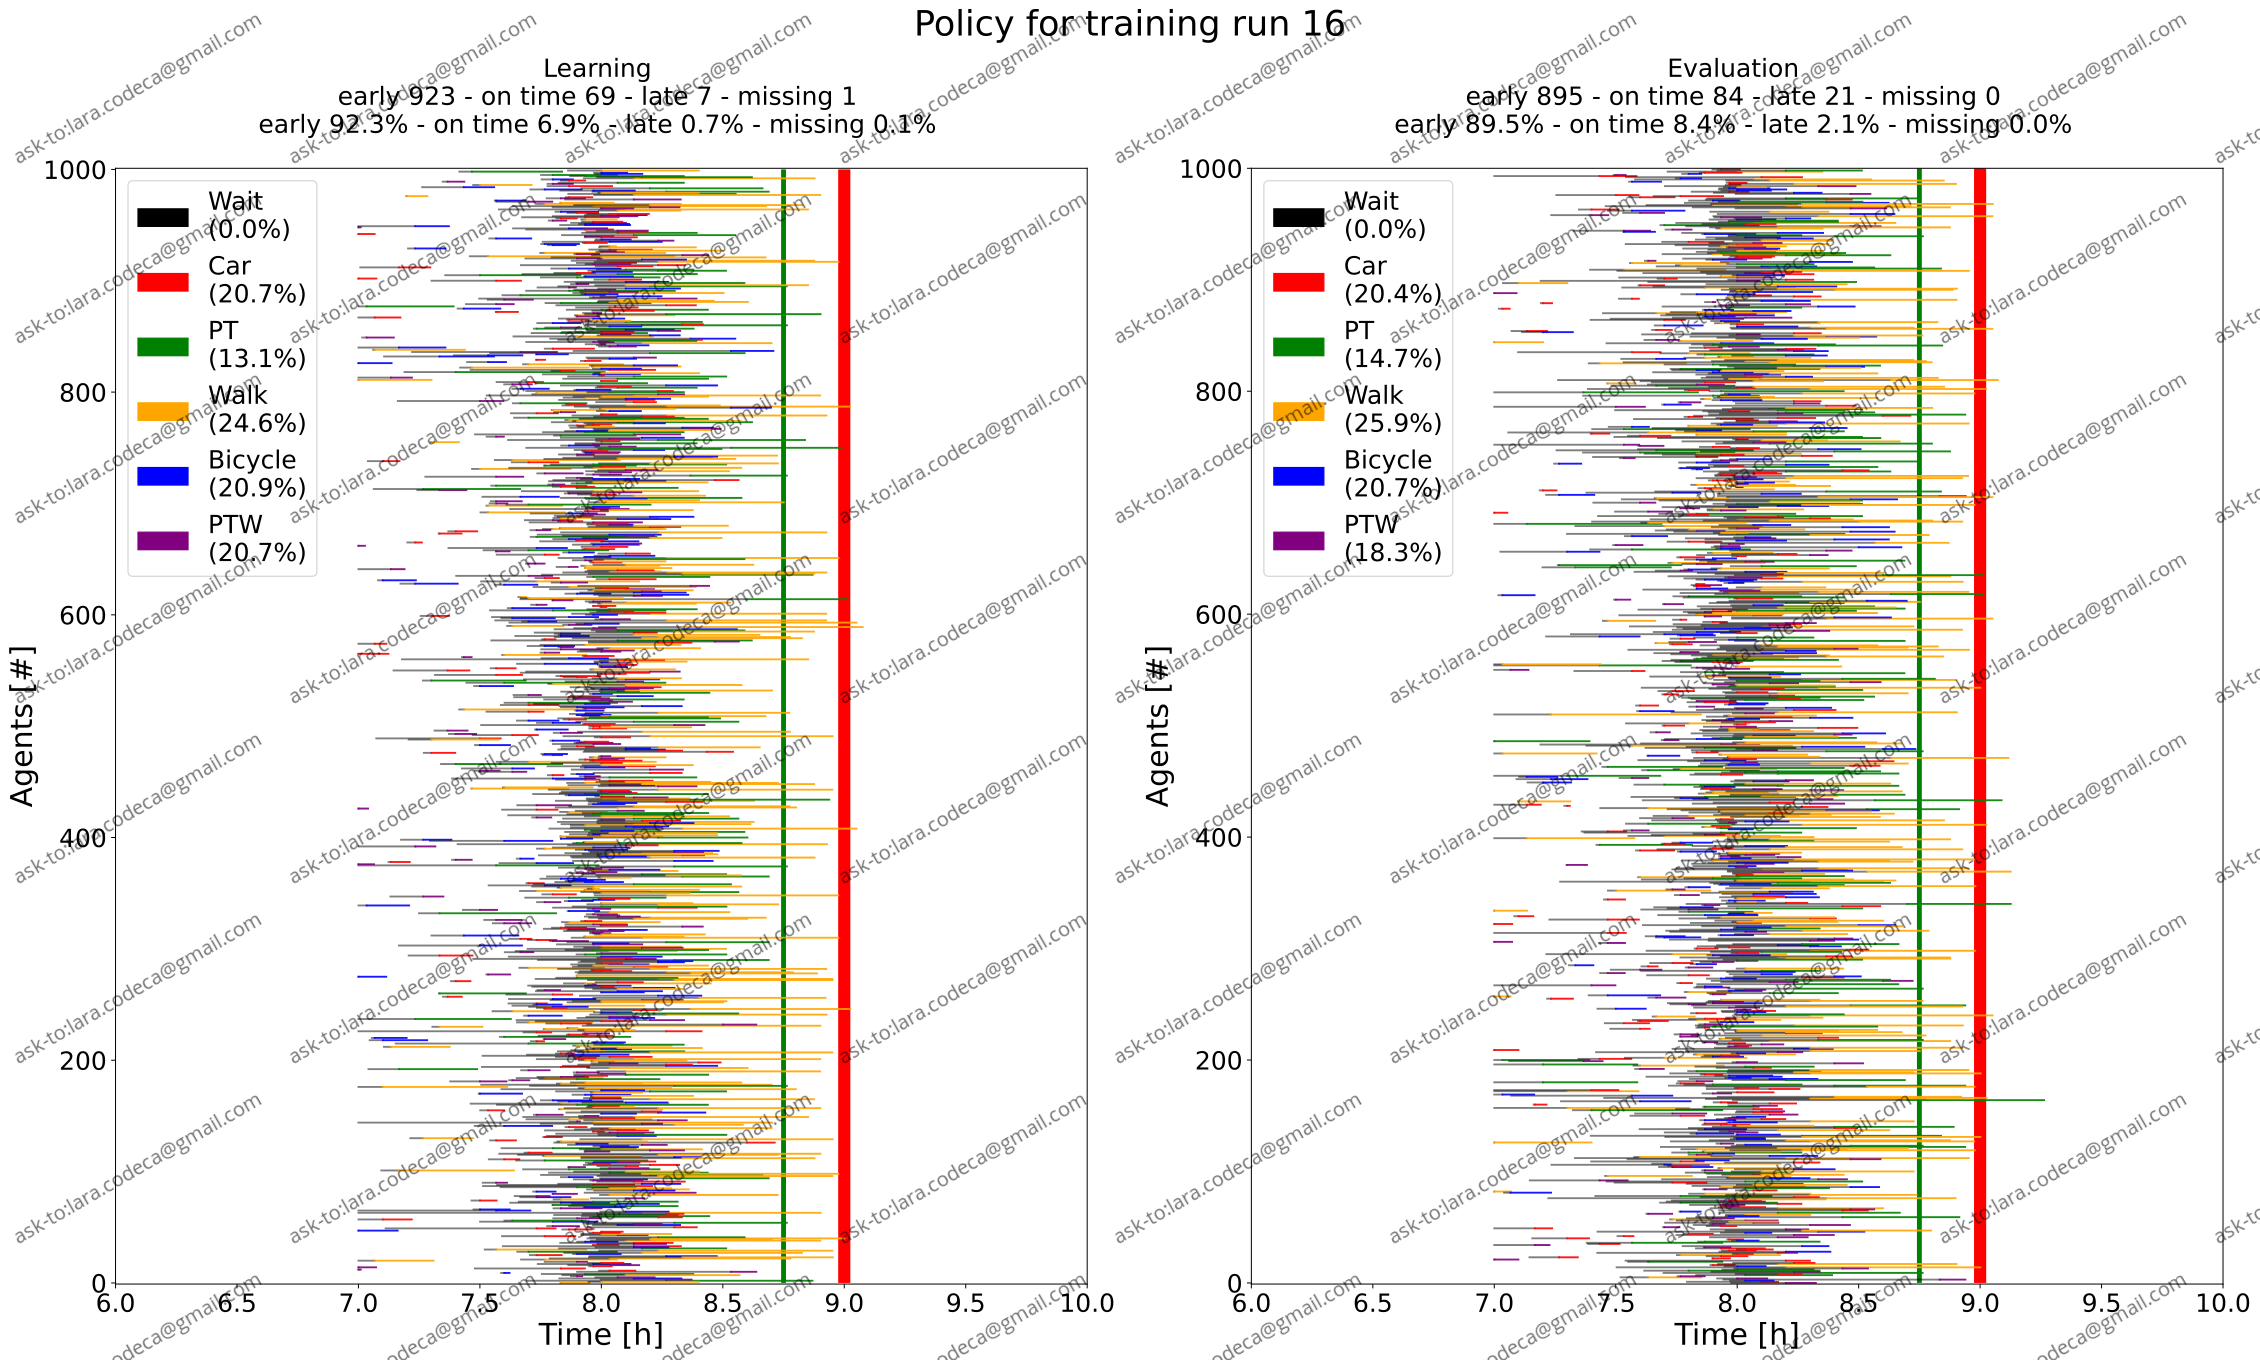 Policy for training run 16
Learning
early 923 - on time 69 - late 7 - missing 1
early 92.3% - on time 6.9% - late 0.7% - missing 0.1%
Agents [#]
1000
800
600
400
200
0
Wait
(0.0%)
Car
(20.7%)
PT
(13.1%)
Walk
(24.6%)
Bicycle
(20.9%)
PTW
(20.7%)
6.0 6.5 7.0 7.5 8.0 8.5 9.0 9.5 10.0
Time [h]
Evaluation
early 895 - on time 84 - late 21 - missing 0
early 89.5% - on time 8.4% - late 2.1% - missing 0.0%
Agents [#]
1000
800
600
400
200
0
Wait
(0.0%)
Car
(20.4%)
PT
(14.7%)
Walk
(25.9%)
Bicycle
(20.7%)
PTW
(18.3%)
6.0 6.5 7.0 7.5 8.0 8.5 9.0 9.5 10.0
Time [h]
ask-to:lara.codeca@gmail.com